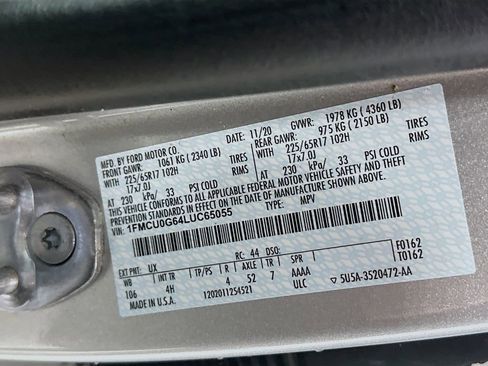 MFD. BY FORD MOTOR CO. 11/20 GVWR: 1978 KG (4360 LB)
FRONT GAWR: 1061 KG (2340 LB) REAR GAWR: 975 KG (2150 LB)
WITH 225/65R17 102H TIRES WITH 225/65R17 102H TIRES
17x7.0J RIMS 17x7.0J RIMS
AT 230 kPa/ 33 PSI COLD AT 230 kPa/ 33 PSI COLD
THIS VEHICLE CONFORMS TO ALL APPLICABLE FEDERAL MOTOR VEHICLE SAFETY AND BUMPER STANDARDS IN EFFECT ON THE DATE OF MANUFACTURE SHOWN ABOVE.
VIN: 1FMCU0G64LUC65055 TYPE: MPV
F0162
T0162
EXT PNT: UX RC: 44 DSO:
WB INT TR TP/PS R AXLE TR SPR
106 4H 4 52 7 AAAA
MADE IN U.S.A. 1202011254521 ULC 5U5A-3520472-AA